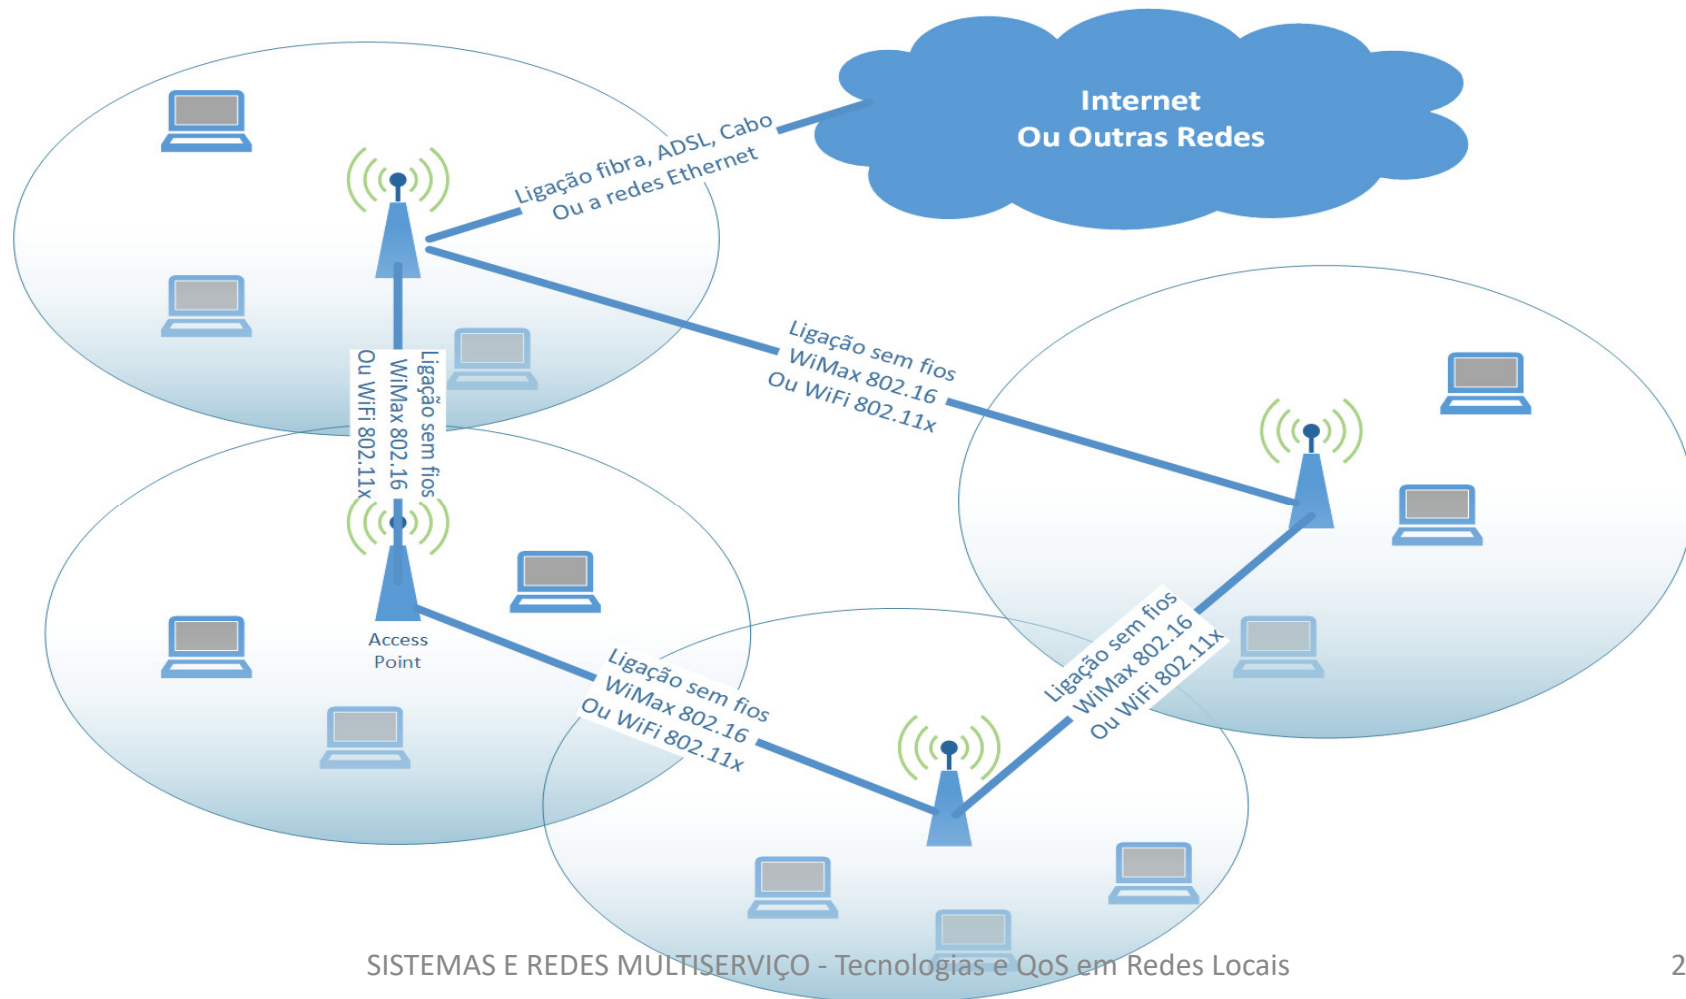 Internet
Ou Outras Redes
Ligação fibra, ADSL, Cabo
Ou a redes Ethernet
Ligação sem fios
WiMax 802.16
Ou WiFi 802.11x
Ligação sem fios
WiMax 802.16
Ou WiFi 802.11x
Access
Point
Ligação sem fios
WiMax 802.16
Ou WiFi 802.11x
Ligação sem fios
WiMax 802.16
Ou WiFi 802.11x
SISTEMAS E REDES MULTISERVIÇO - Tecnologias e QoS em Redes Locais
2